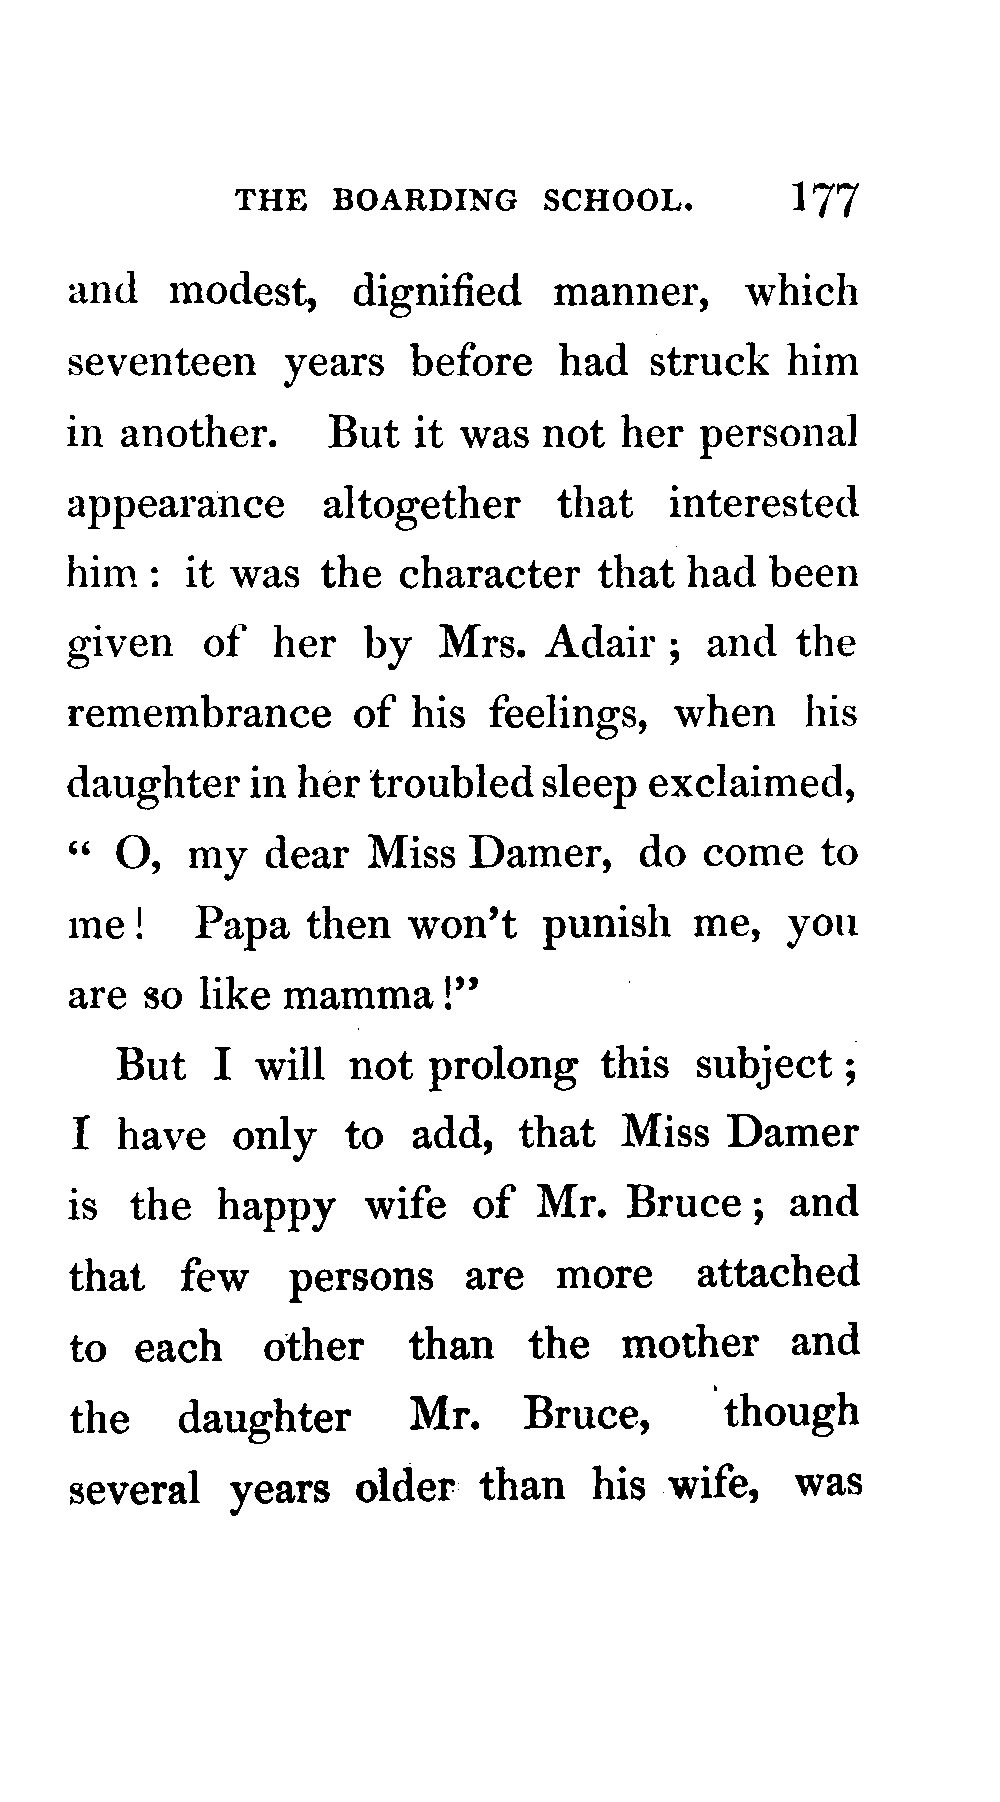 THE BOARDING SCHOOL. 177
and modest, dignified manner, which
seventeen years before had struck him
in another. But it was not her personal
appearance altogether that interested
him : it was the character that had been
given of her by Mrs. Adair ; and the
remembrance of his feelings, when his
daughter in her troubled sleep exclaimed,
“ O, my dear Miss Damer, do come to
me ! Papa then won’t punish me, you
are so like mamma !”
But I will not prolong this subject ;
I have only to add, that Miss Damer
is the happy wife of Mr. Bruce ; and
that few persons are more attached
to each other than the mother and
the daughter Mr. Bruce, though
several years older than his wife, was